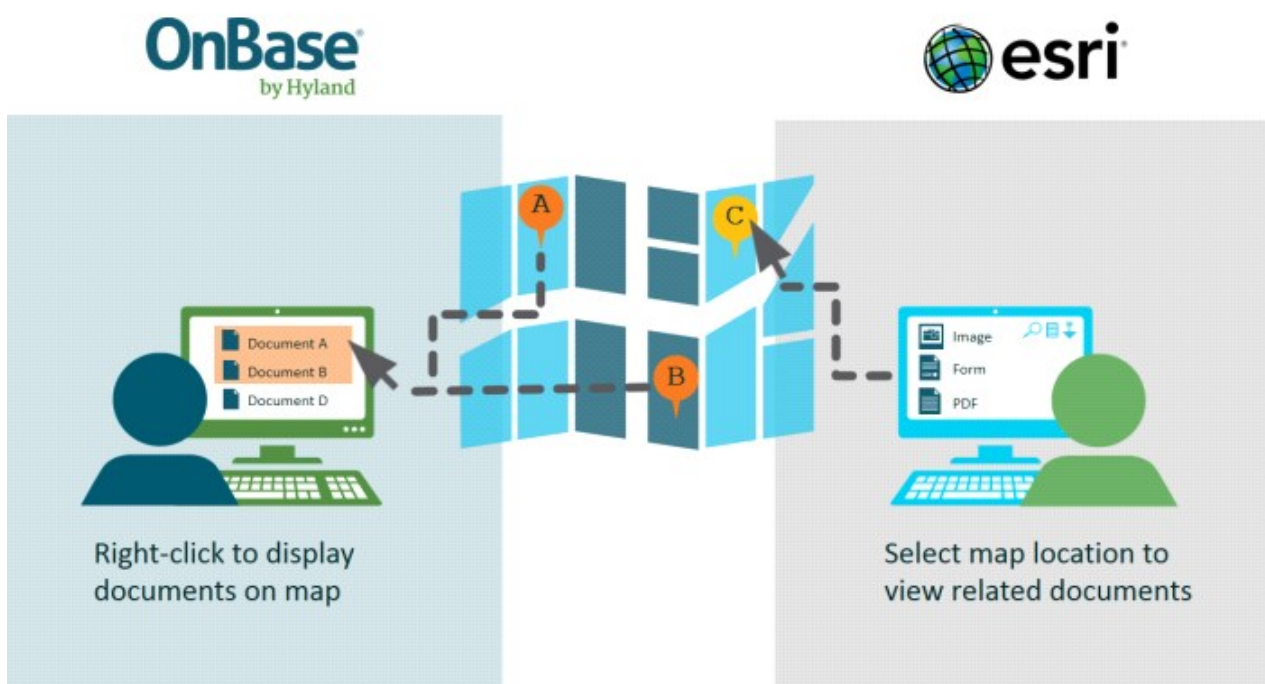 OnBase®
by Hyland
esri
A
C
B
Document A
Document B
Document D
Image
Form
PDF
Right-click to display
documents on map
Select map location to
view related documents